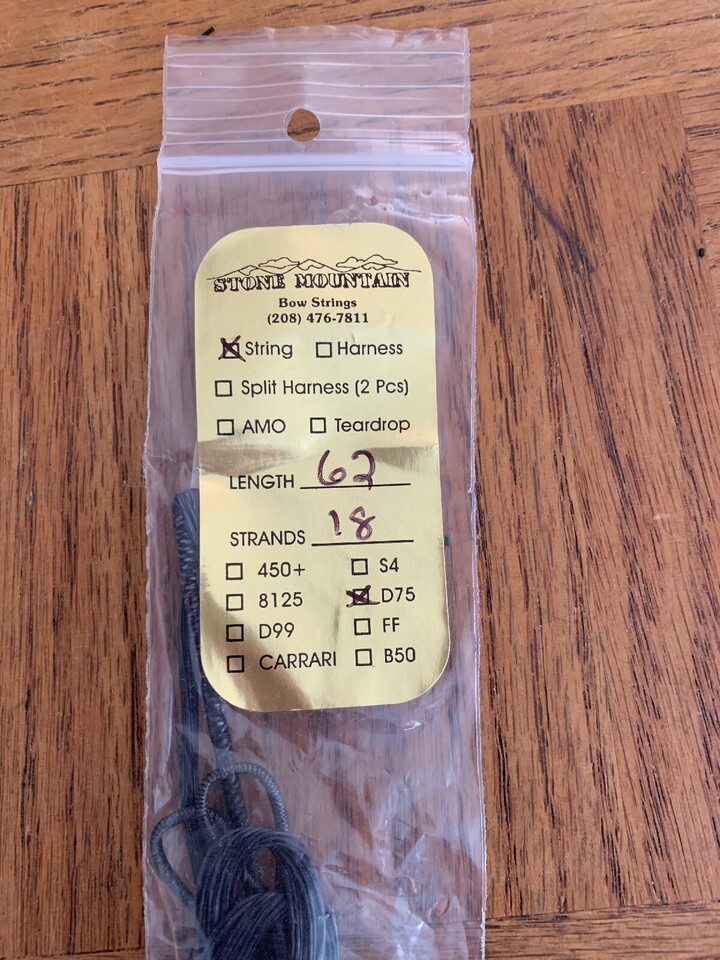 STONE MOUNTAIN
Bow Strings
(208) 476-7811
String Harness
Split Harness (2 Pcs)
AMO Teardrop
LENGTH 62
STRANDS 18
450+ S4
8125 D75
D99 FF
CARRARI B50